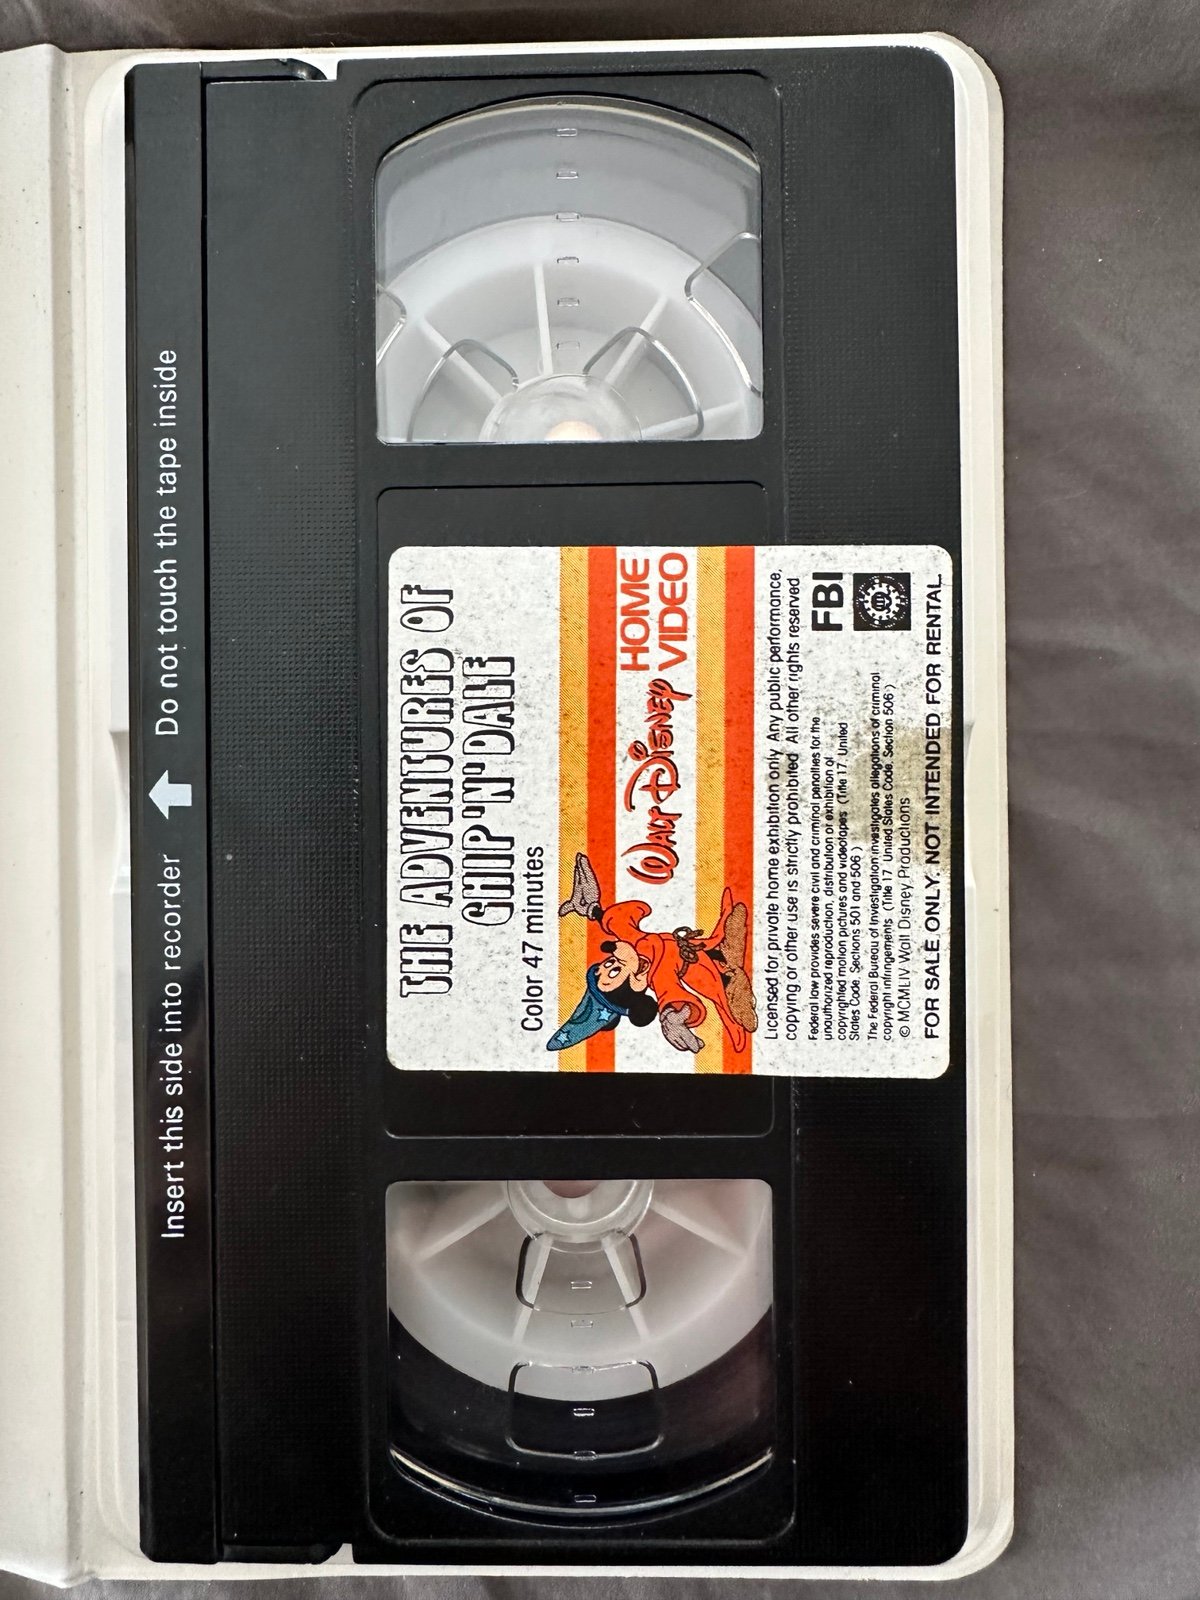 Insert this side into recorder ⬆ Do not touch the tape inside
THE ADVENTURES OF
CHIP 'N' DALE
Color 47 minutes
WALT DISNEY HOME
VIDEO
Licensed for private home exhibition only. Any public performance,
copying or other use is strictly prohibited. All other rights reserved
Federal law provides severe civil and criminal penalties for the
unauthorized reproduction, distribution or exhibition of
copyrighted motion pictures and videotapes (Title 17 United
States Code, Sections 501 and 506)
The Federal Bureau of Investigation investigates allegations of criminal
copyright infringements (Title 17 United States Code, Section 506)
FBI
© MCMLIV Walt Disney Productions
FOR SALE ONLY. NOT INTENDED FOR RENTAL.